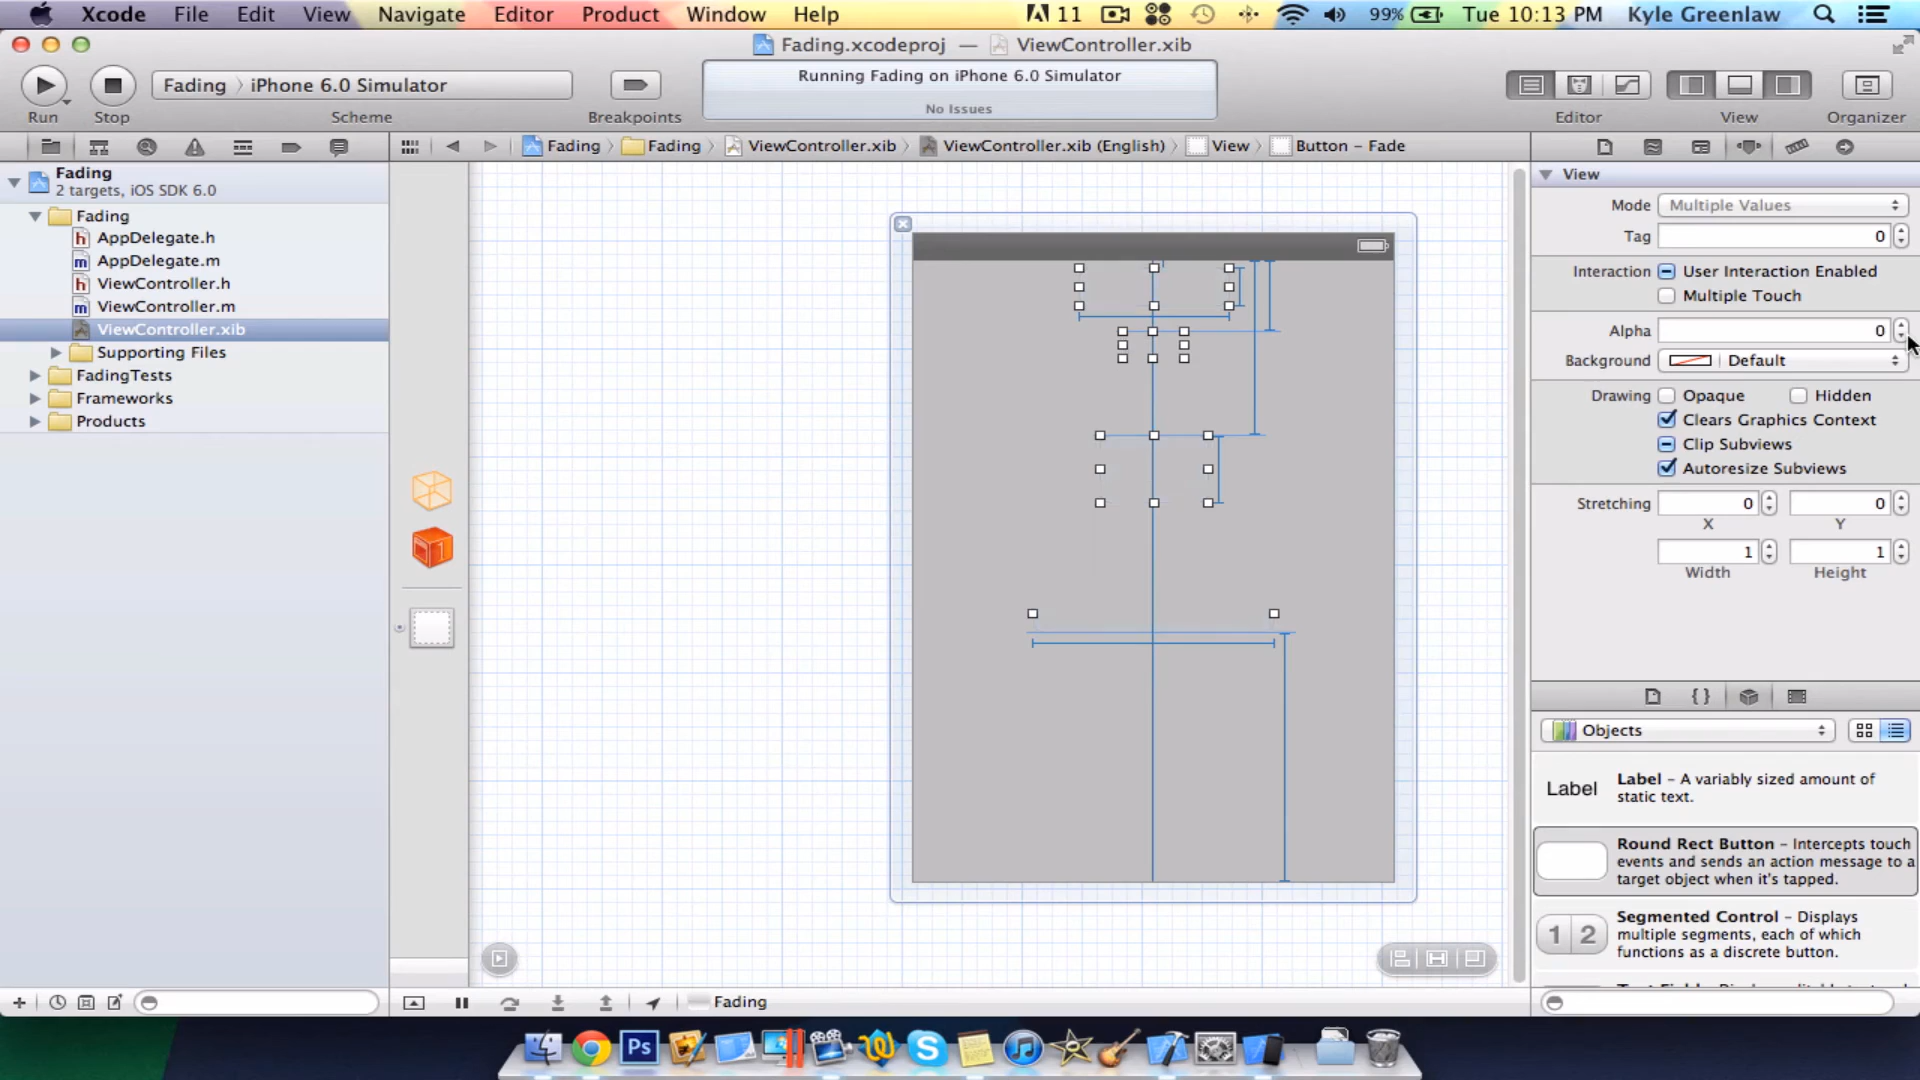 Xcode File Edit View Navigate Editor Product Window Help 11 99% Tue 10:13 PM Kyle Greenlaw
Fading.xcodeproj — ViewController.xib
Fading iPhone 6.0 Simulator
Running Fading on iPhone 6.0 Simulator
No Issues
Run Stop Scheme Breakpoints Editor View Organizer
Fading Fading ViewController.xib ViewController.xib (English) View Button - Fade
Fading
2 targets, iOS SDK 6.0
Fading
AppDelegate.h
AppDelegate.m
ViewController.h
ViewController.m
ViewController.xib
Supporting Files
FadingTests
Frameworks
Products
View
Mode Multiple Values
Tag 0
Interaction User Interaction Enabled
Multiple Touch
Alpha 0
Background Default
Drawing Opaque Hidden
Clears Graphics Context
Clip Subviews
Autoresize Subviews
Stretching 0 0
X Y
1 1
Width Height
{ }
Objects
Label Label - A variably sized amount of
static text.
Round Rect Button - Intercepts touch
events and sends an action message to a
target object when it's tapped.
1 2 Segmented Control - Displays
multiple segments, each of which
functions as a discrete button.
Fading
Ps